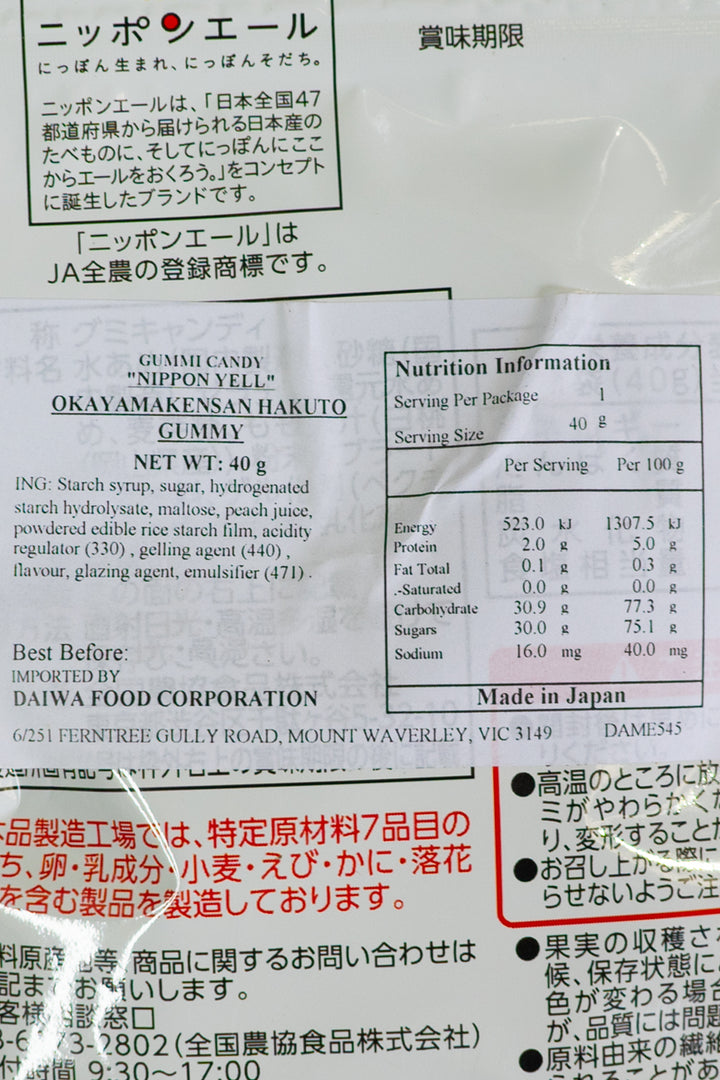 ニッポンエール
にっぽん生まれ、にっぽんそだち。
ニッポンエールは、「日本全国47
都道府県から届けられる日本産の
たべものに、そしてにっぽんにここ
からエールをおくろう。」をコンセプト
に誕生したブランドです。
賞味期限
「ニッポンエール」は
JA全農の登録商標です。
GUMMI CANDY
"NIPPON YELL"
OKAYAMAKENSAN HAKUTO
GUMMY
NET WT: 40 g
ING: Starch syrup, sugar, hydrogenated
starch hydrolysate, maltose, peach juice,
powdered edible rice starch film, acidity
regulator (330) , gelling agent (440) ,
flavour, glazing agent, emulsifier (471) .
Best Before:
IMPORTED BY
DAIWA FOOD CORPORATION
6/251 FERNTREE GULLY ROAD, MOUNT WAVERLEY, VIC 3149 DAME545
Nutrition Information
Serving Per Package 1
Serving Size 40 g
Per Serving Per 100 g
Energy 523.0 kJ 1307.5 kJ
Protein 2.0 g 5.0 g
Fat Total 0.1 g 0.3 g
.-Saturated 0.0 g 0.0 g
Carbohydrate 30.9 g 77.3 g
Sugars 30.0 g 75.1 g
Sodium 16.0 mg 40.0 mg
Made in Japan
品製造工場では、特定原材料7品目の
ち、卵・乳成分・小麦・えび・かに・落花
を含む製品を製造しております。
料原産地等、商品に関するお問い合わせは
記までお願いします。
客様相談窓口
2802(全国農協食品株式会社)
付時間 9:30〜17:00
●高温のところに放
ミがやわらかくな
り、変形することが
●お召し上がる際に
らせないようご注
●果実の収穫さ
候、保存状態に
色が変わる場合
が、品質には問題
●原料由来の繊維
られることがあ